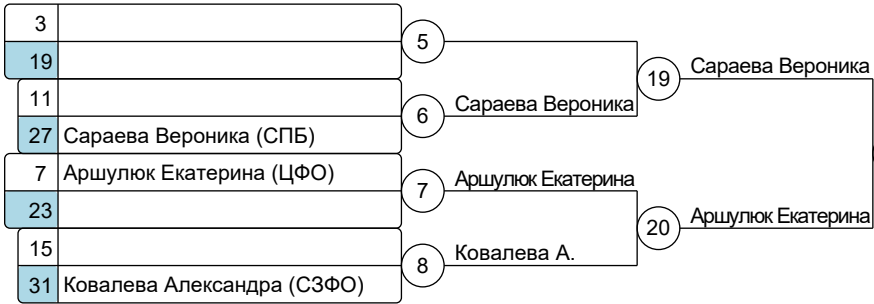 3
5
19
19 Сараева Вероника
11
6 Сараева Вероника
27 Сараева Вероника (СПБ)
7 Аршулюк Екатерина (ЦФО)
7 Аршулюк Екатерина
23
20 Аршулюк Екатерина
15
8 Ковалева А.
31 Ковалева Александра (СЗФО)